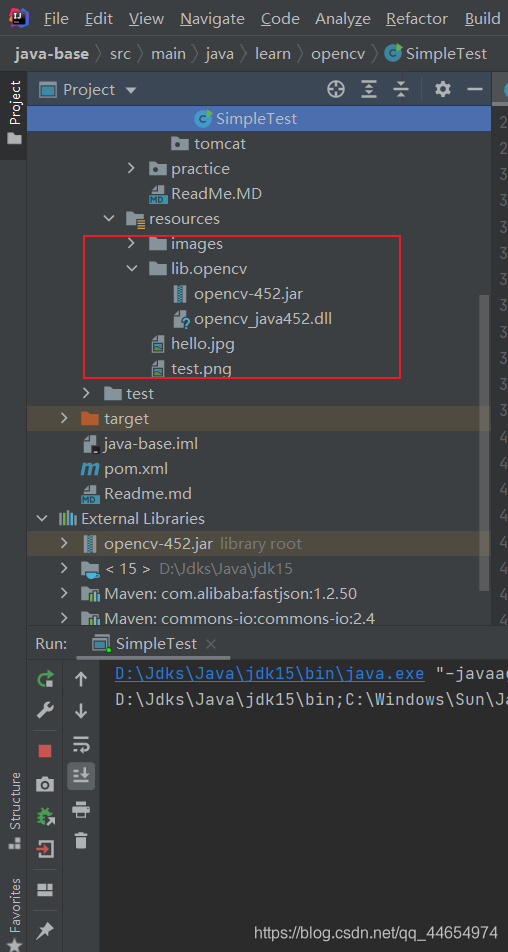 File Edit View Navigate Code Analyze Refactor Build
java-base src main java learn opencv SimpleTest
Project
Project
SimpleTest
tomcat
practice
ReadMe.MD
resources
images
lib.opencv
opencv-452.jar
opencv_java452.dll
hello.jpg
test.png
test
target
java-base.iml
pom.xml
Readme.md
External Libraries
opencv-452.jar library root
< 15 > D:\Jdks\Java\jdk15
Maven: com.alibaba:fastjson:1.2.50
Maven: commons-io:commons-io:2.4
Run: SimpleTest
D:\Jdks\Java\jdk15\bin\java.exe "-javaa
D:\Jdks\Java\jdk15\bin;C:\Windows\Sun\Ja
Structure
Favorites
https://blog.csdn.net/qq_44654974